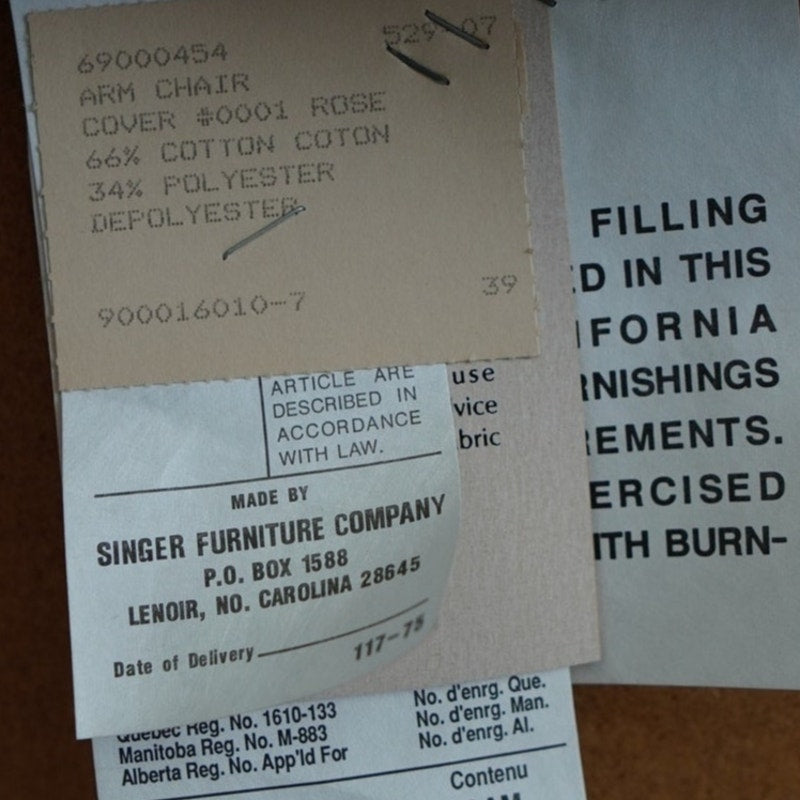 69000454
529-07
ARM CHAIR
COVER #0001 ROSE
66% COTTON COTON
34% POLYESTER
DEPOLYESTER
900016010-7
39
ARTICLE ARE
DESCRIBED IN
ACCORDANCE
WITH LAW.
MADE BY
SINGER FURNITURE COMPANY
P.O. BOX 1588
LENOIR, NO. CAROLINA 28645
Date of Delivery
117-75
use
vice
bric
FILLING
ED IN THIS
IFORNIA
RNISHINGS
REMENTS.
ERCISED
ITH BURN-
Quebec Reg. No. 1610-133
Manitoba Reg. No. M-883
Alberta Reg. No. App'ld For
No. d'enrg. Que.
No. d'enrg. Man.
No. d'enrg. Al.
Contenu